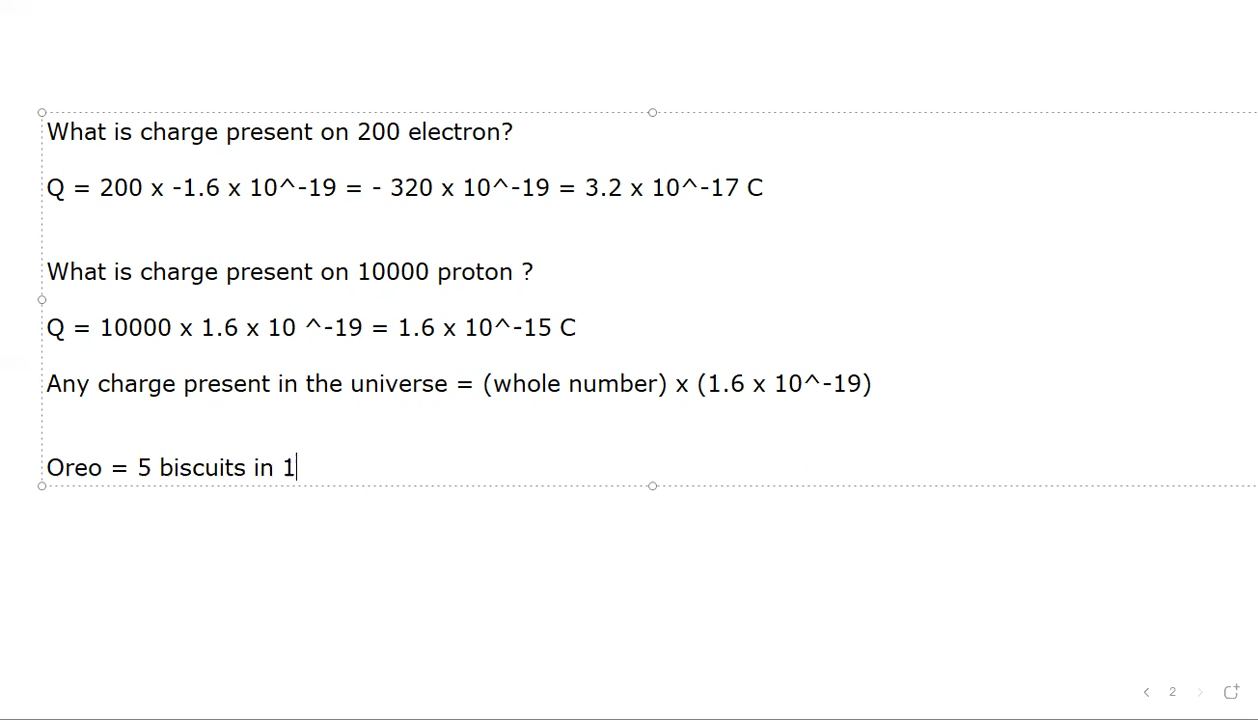 What is charge present on 200 electron?
Q = 200 x -1.6 x 10^-19 = - 320 x 10^-19 = 3.2 x 10^-17 C
What is charge present on 10000 proton ?
Q = 10000 x 1.6 x 10 ^-19 = 1.6 x 10^-15 C
Any charge present in the universe = (whole number) x (1.6 x 10^-19)
Oreo = 5 biscuits in 1
2